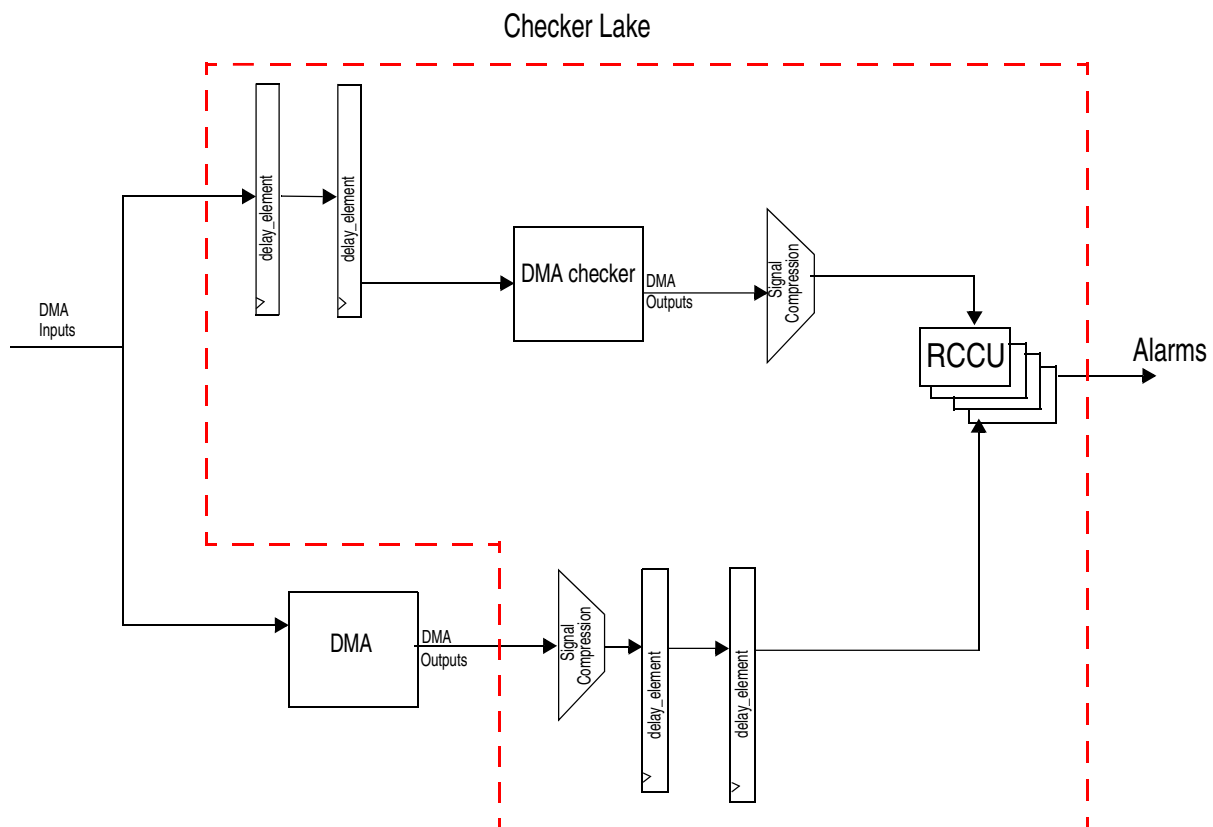 Checker Lake
delay_element
delay_element
DMA checker
DMA
Outputs
Signal
Compression
DMA
Inputs
RCCU
Alarms
DMA
DMA
Outputs
Signal
Compression
delay_element
delay_element